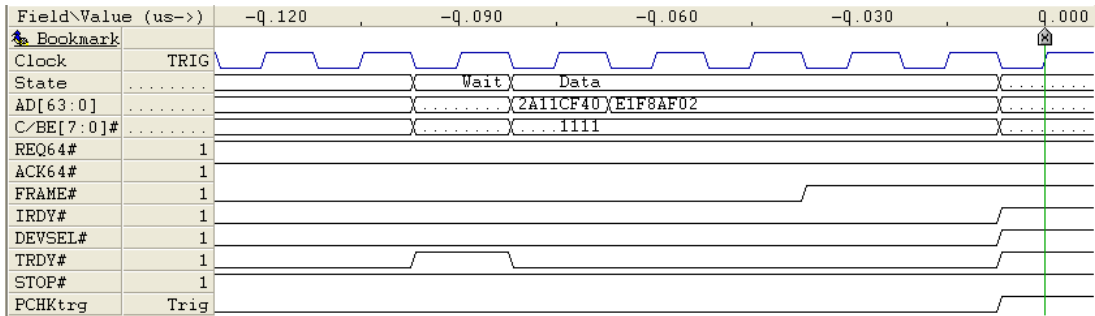 Field\Value (us->) -0.120 -0.090 -0.060 -0.030 0.000
Bookmark
Clock TRIG
State ........ Wait Data ........
AD[63:0] ........ ........ 2A11CF40 E1F8AF02 ........
C/BE[7:0]# ........ ........ ....1111 ........
REQ64# 1
ACK64# 1
FRAME# 1
IRDY# 1
DEVSEL# 1
TRDY# 1
STOP# 1
PCHKtrg Trig